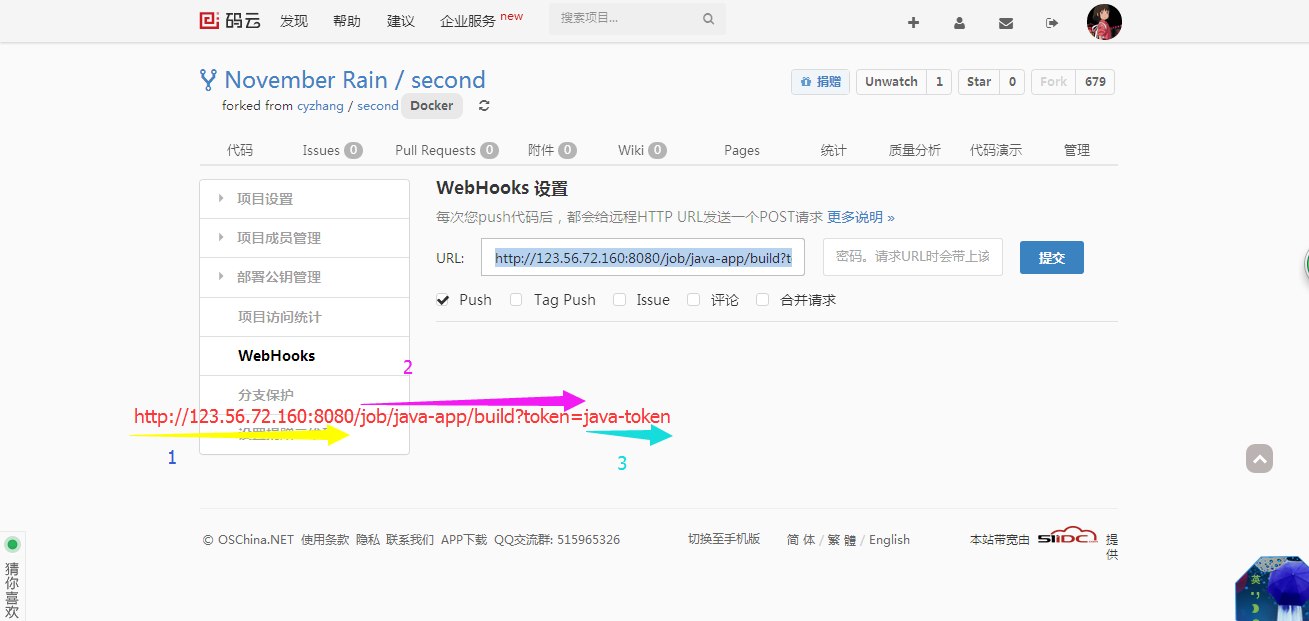 码云 发现 帮助 建议 企业服务 new 搜索项目...
November Rain / second
捐赠 Unwatch 1 Star 0 Fork 679
forked from cyzhang / second Docker
代码 Issues 0 Pull Requests 0 附件 0 Wiki 0 Pages 统计 质量分析 代码演示 管理
项目设置
项目成员管理
部署公钥管理
项目访问统计
WebHooks
分支保护
WebHooks 设置
每次您push代码后，都会给远程HTTP URL发送一个POST请求 更多说明 »
URL: http://123.56.72.160:8080/job/java-app/build?t 密码。请求URL时会带上该 提交
Push Tag Push Issue 评论 合并请求
2
http://123.56.72.160:8080/job/java-app/build?token=java-token
1
3
© OSChina.NET 使用条款 隐私 联系我们 APP下载 QQ交流群: 515965326 切换至手机版 简 体 / 繁 體 / English 本站带宽由 SIIDC 提供
猜你喜欢
英